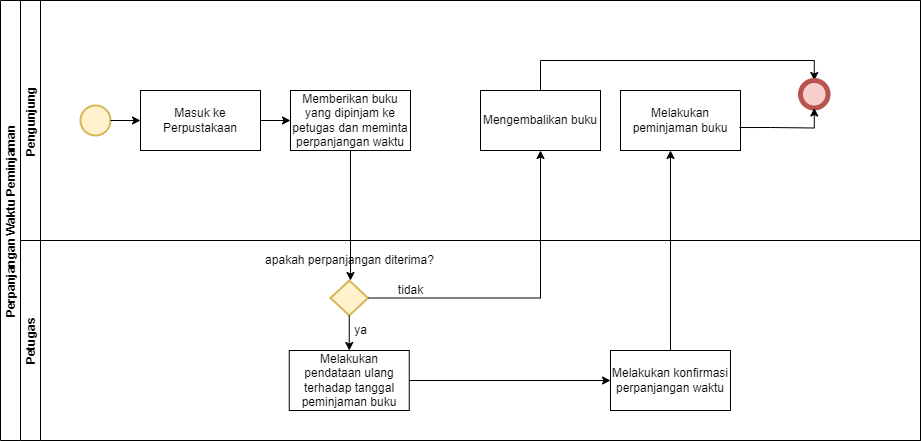 Perpanjangan Waktu Peminjaman
Pengunjung
Masuk ke
Perpustakaan
Memberikan buku
yang dipinjam ke
petugas dan meminta
perpanjangan waktu
Mengembalikan buku
Melakukan
peminjaman buku
Petugas
apakah perpanjangan diterima?
tidak
ya
Melakukan
pendataan ulang
terhadap tanggal
peminjaman buku
Melakukan konfirmasi
perpanjangan waktu